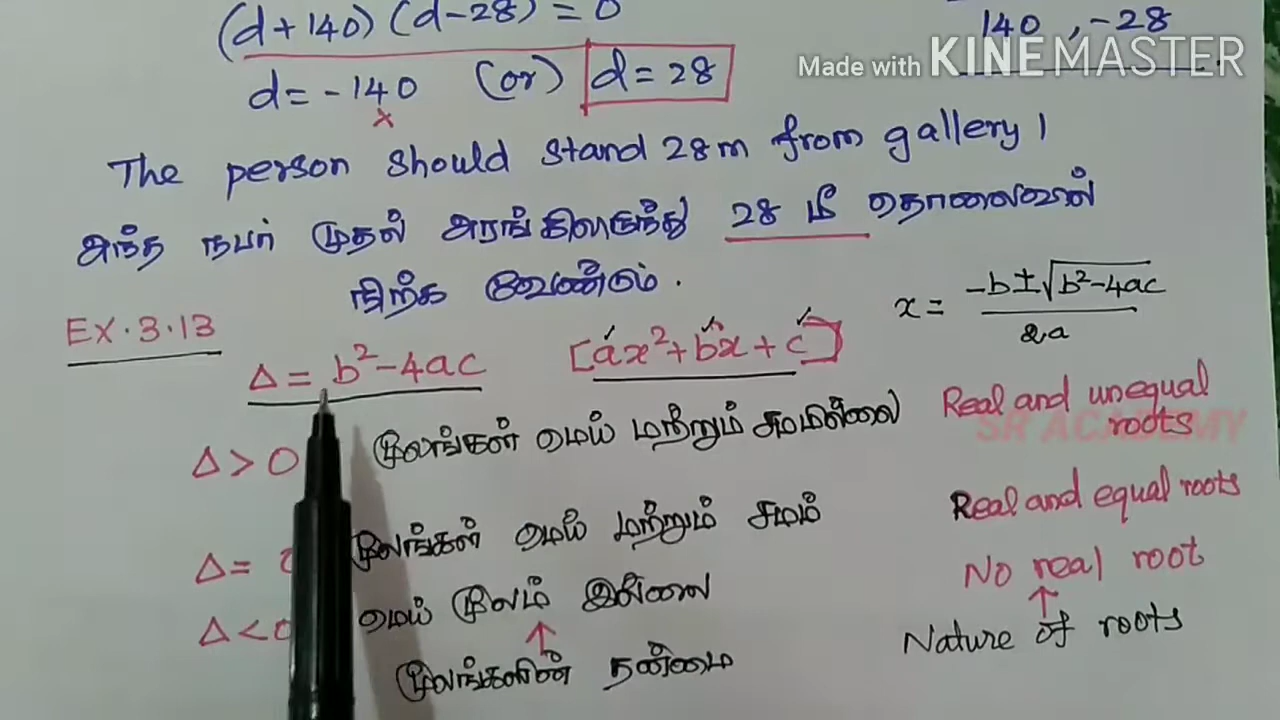 (d+140) (d-28) = 0
140 , -28
Made with KINEMASTER
d = -140 (or) d = 28
×
The person should stand 28m from gallery 1
அந்த நபர் முதல் அரங்கிலிருந்து 28 மீ தொலைவில்
நிற்க வேண்டும்.
x = -b ± √b²-4ac / 2a
EX.3.13
Δ = b²-4ac [ax²+bx+c]
Δ > 0 மூலங்கள் மெய் மற்றும் சமமில்லை Real and unequal roots
SR ACADEMY
Δ = மூலங்கள் மெய் மற்றும் சமம் Real and equal roots
Δ < 0 மெய் மூலம் இல்லை No real root
மூலங்களின் தன்மை Nature of roots